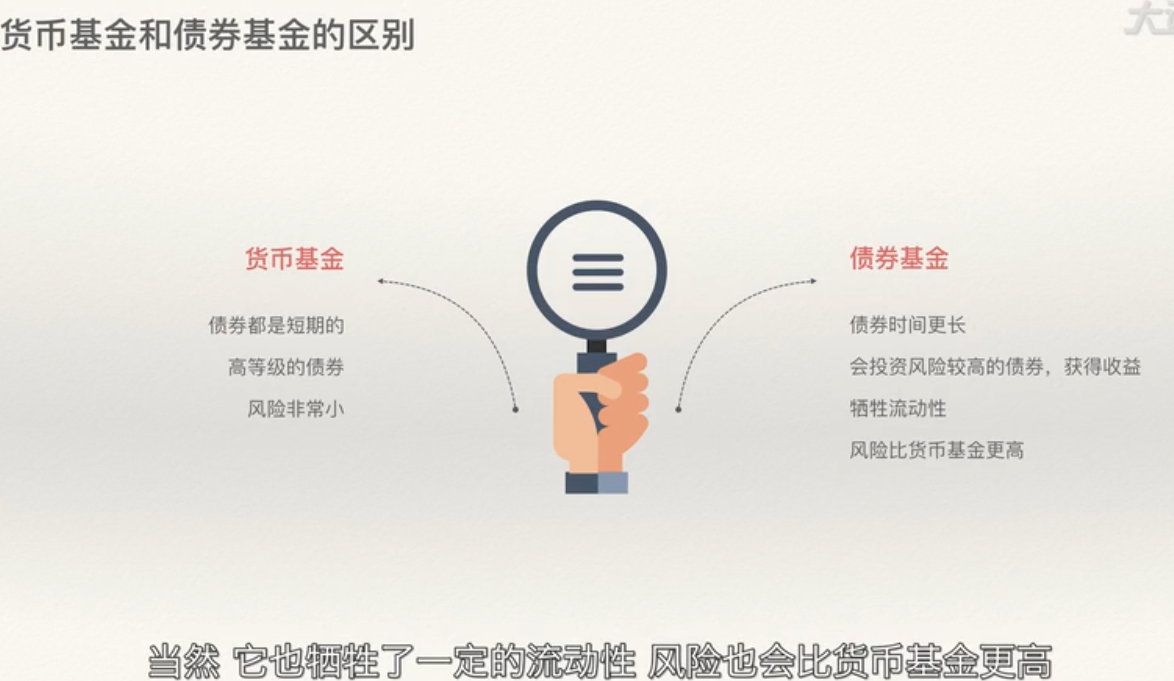 货币基金和债券基金的区别
货币基金
债券都是短期的
高等级的债券
风险非常小
债券基金
债券时间更长
会投资风险较高的债券，获得收益
牺牲流动性
风险比货币基金更高
当然 它也牺牲了一定的流动性 风险也会比货币基金更高